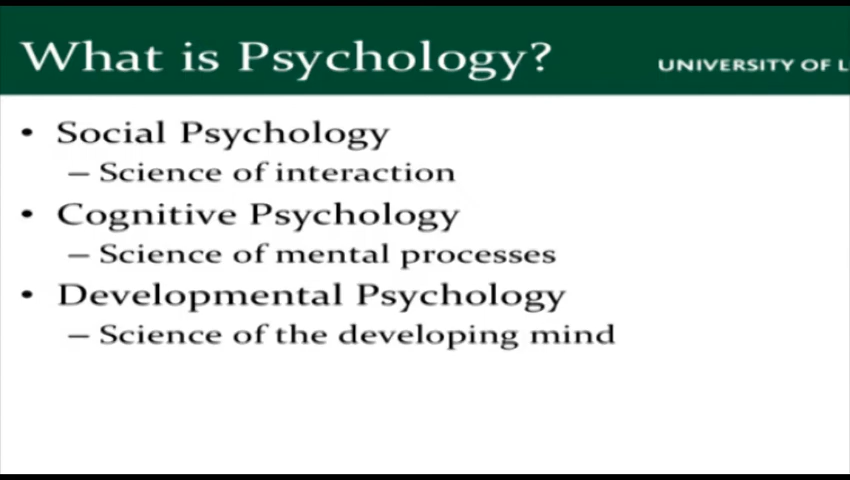 What is Psychology?
UNIVERSITY OF L
• Social Psychology
– Science of interaction
• Cognitive Psychology
– Science of mental processes
• Developmental Psychology
– Science of the developing mind